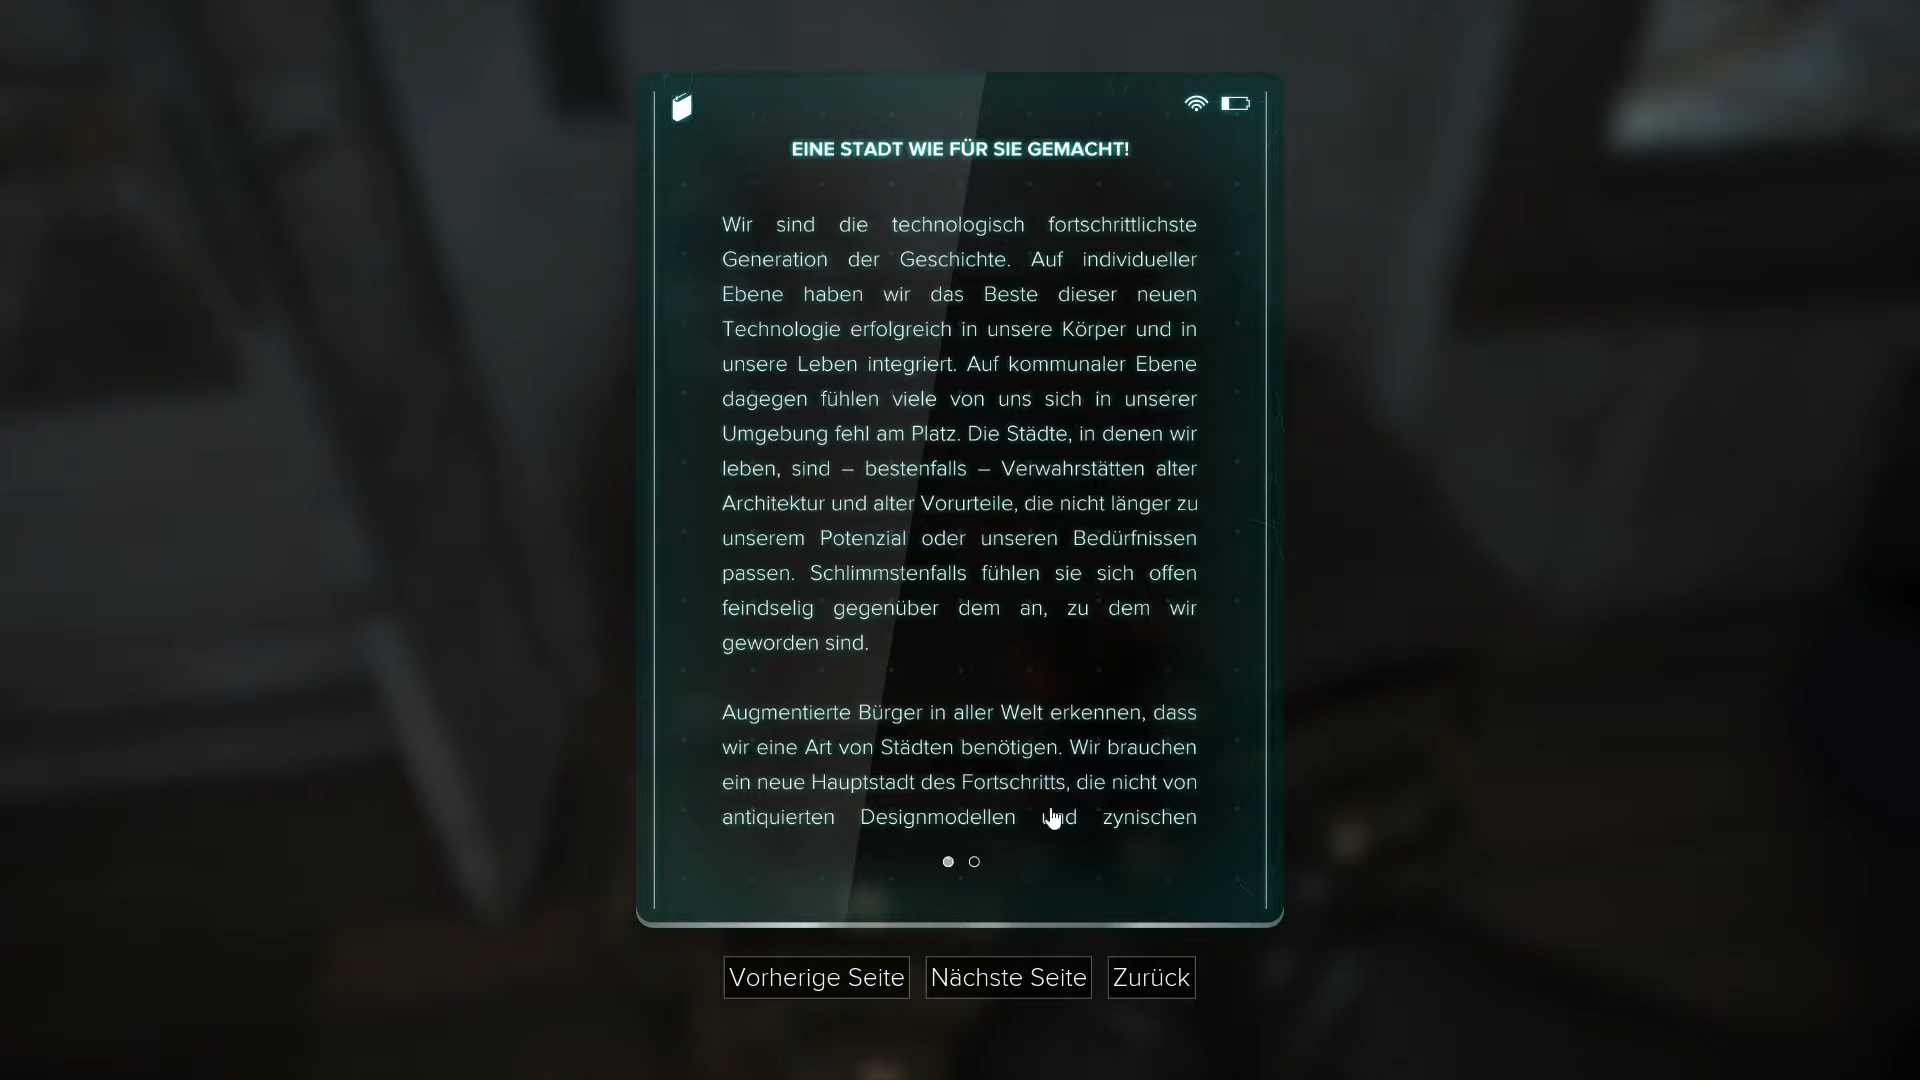 EINE STADT WIE FÜR SIE GEMACHT!
Wir sind die technologisch fortschrittlichste
Generation der Geschichte. Auf individueller
Ebene haben wir das Beste dieser neuen
Technologie erfolgreich in unsere Körper und in
unsere Leben integriert. Auf kommunaler Ebene
dagegen fühlen viele von uns sich in unserer
Umgebung fehl am Platz. Die Städte, in denen wir
leben, sind – bestenfalls – Verwahrstätten alter
Architektur und alter Vorurteile, die nicht länger zu
unserem Potenzial oder unseren Bedürfnissen
passen. Schlimmstenfalls fühlen sie sich offen
feindselig gegenüber dem an, zu dem wir
geworden sind.
Augmentierte Bürger in aller Welt erkennen, dass
wir eine Art von Städten benötigen. Wir brauchen
ein neue Hauptstadt des Fortschritts, die nicht von
antiquierten Designmodellen und zynischen
Vorherige Seite Nächste Seite Zurück